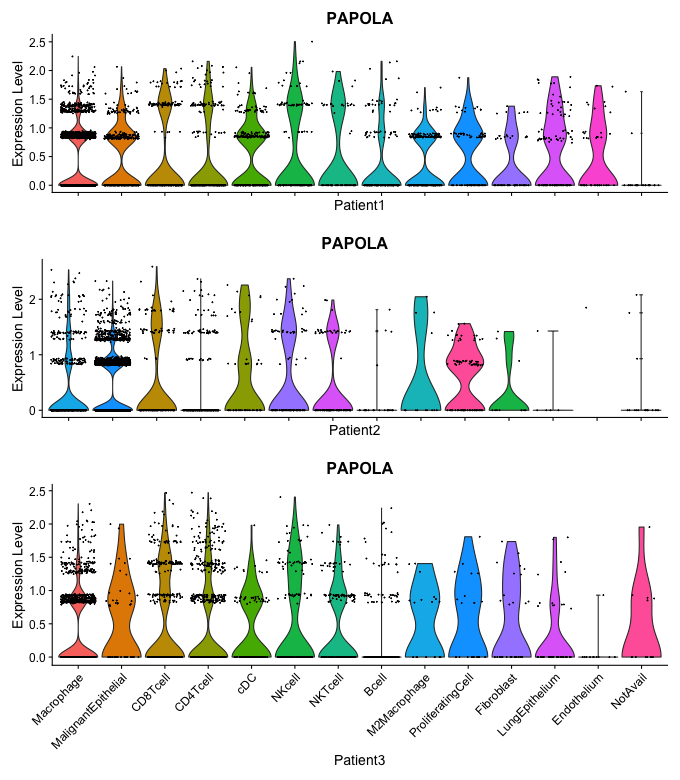 PAPOLA
Expression Level
2.5
2.0
1.5
1.0
0.5
0.0
Patient1
PAPOLA
Expression Level
2
1
0
Patient2
PAPOLA
Expression Level
2.5
2.0
1.5
1.0
0.5
0.0
Macrophage
MalignantEpithelial
CD8Tcell
CD4Tcell
cDC
NKcell
NKTcell
Bcell
M2Macrophage
ProliferatingCell
Fibroblast
LungEpithelium
Endothelium
NotAvail
Patient3